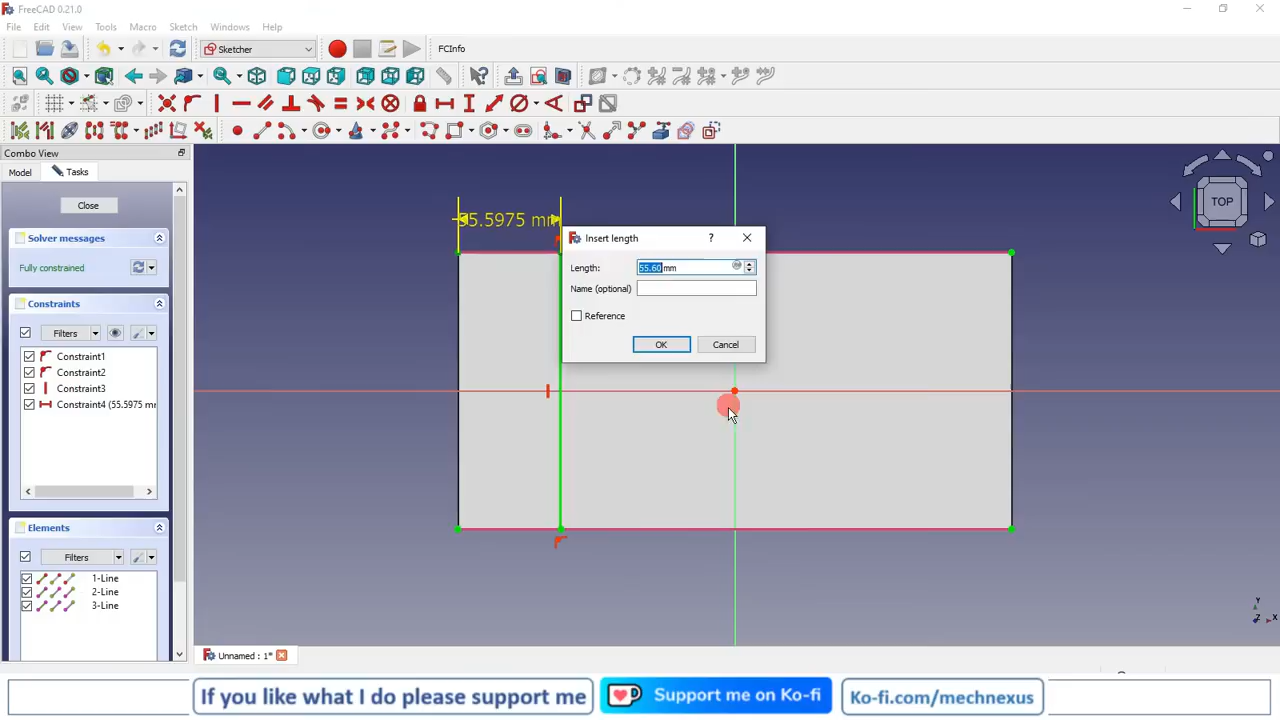 FreeCAD 0.21.0
File Edit View Tools Macro Sketch Windows Help
Sketcher
FCInfo
Combo View
Model Tasks
Close
Solver messages
Fully constrained
Constraints
Filters
Constraint1
Constraint2
Constraint3
Constraint4 (55.5975 mm
Elements
Filters
1-Line
2-Line
3-Line
55.5975 mm
Insert length
?
Length: 55.60 mm
Name (optional)
Reference
OK Cancel
TOP
Y
Z X
Unnamed : 1*
If you like what I do please support me
Support me on Ko-fi
Ko-fi.com/mechnexus